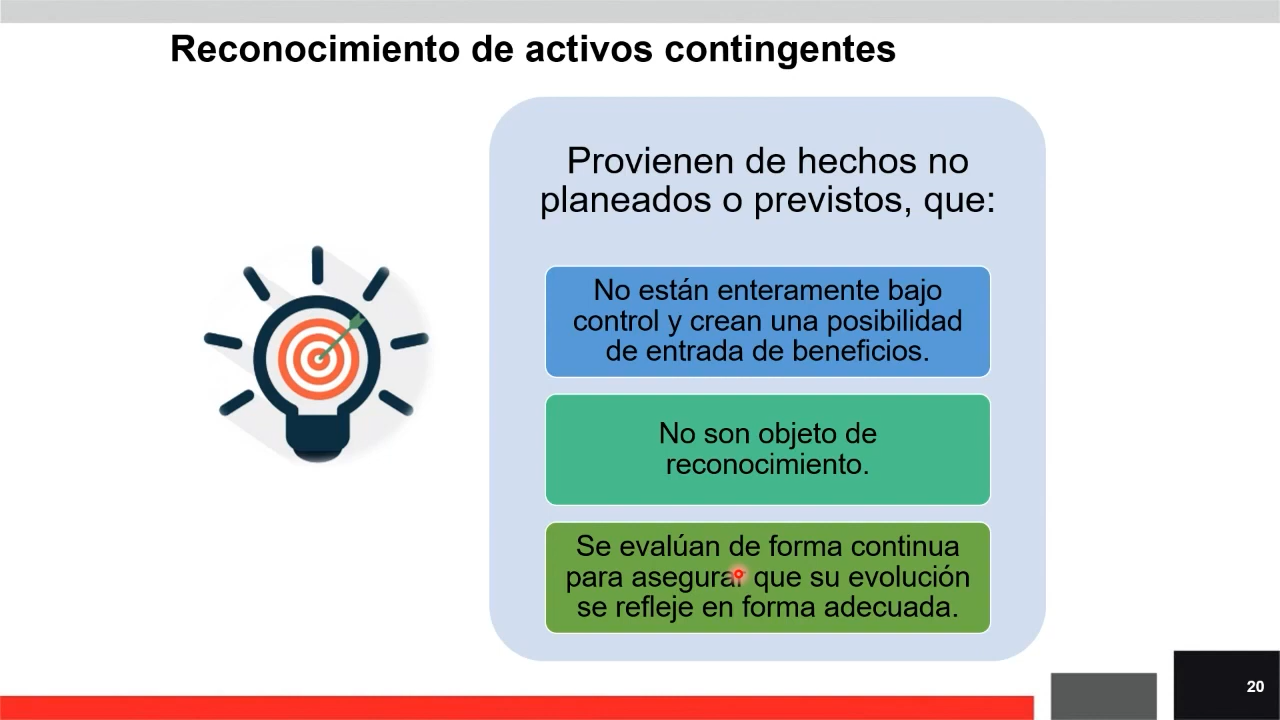 Reconocimiento de activos contingentes
Provienen de hechos no
planeados o previstos, que:
No están enteramente bajo
control y crean una posibilidad
de entrada de beneficios.
No son objeto de
reconocimiento.
Se evalúan de forma continua
para asegurar que su evolución
se refleje en forma adecuada.
20